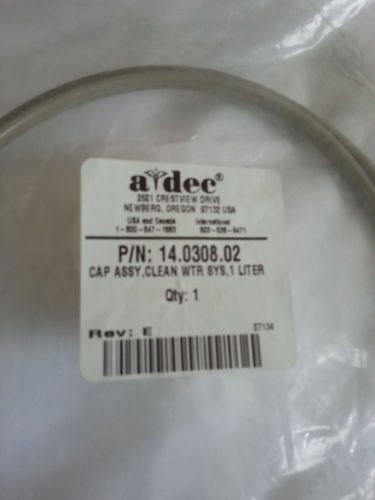 a dec®
2601 CRESTVIEW DRIVE
NEWBERG, OREGON 97132 USA
USA and Canada International
1-800-547-1883 503-538-9471
P/N: 14.0308.02
CAP ASSY,CLEAN WTR SYS,1 LITER
Qty: 1
Rev: E 07134